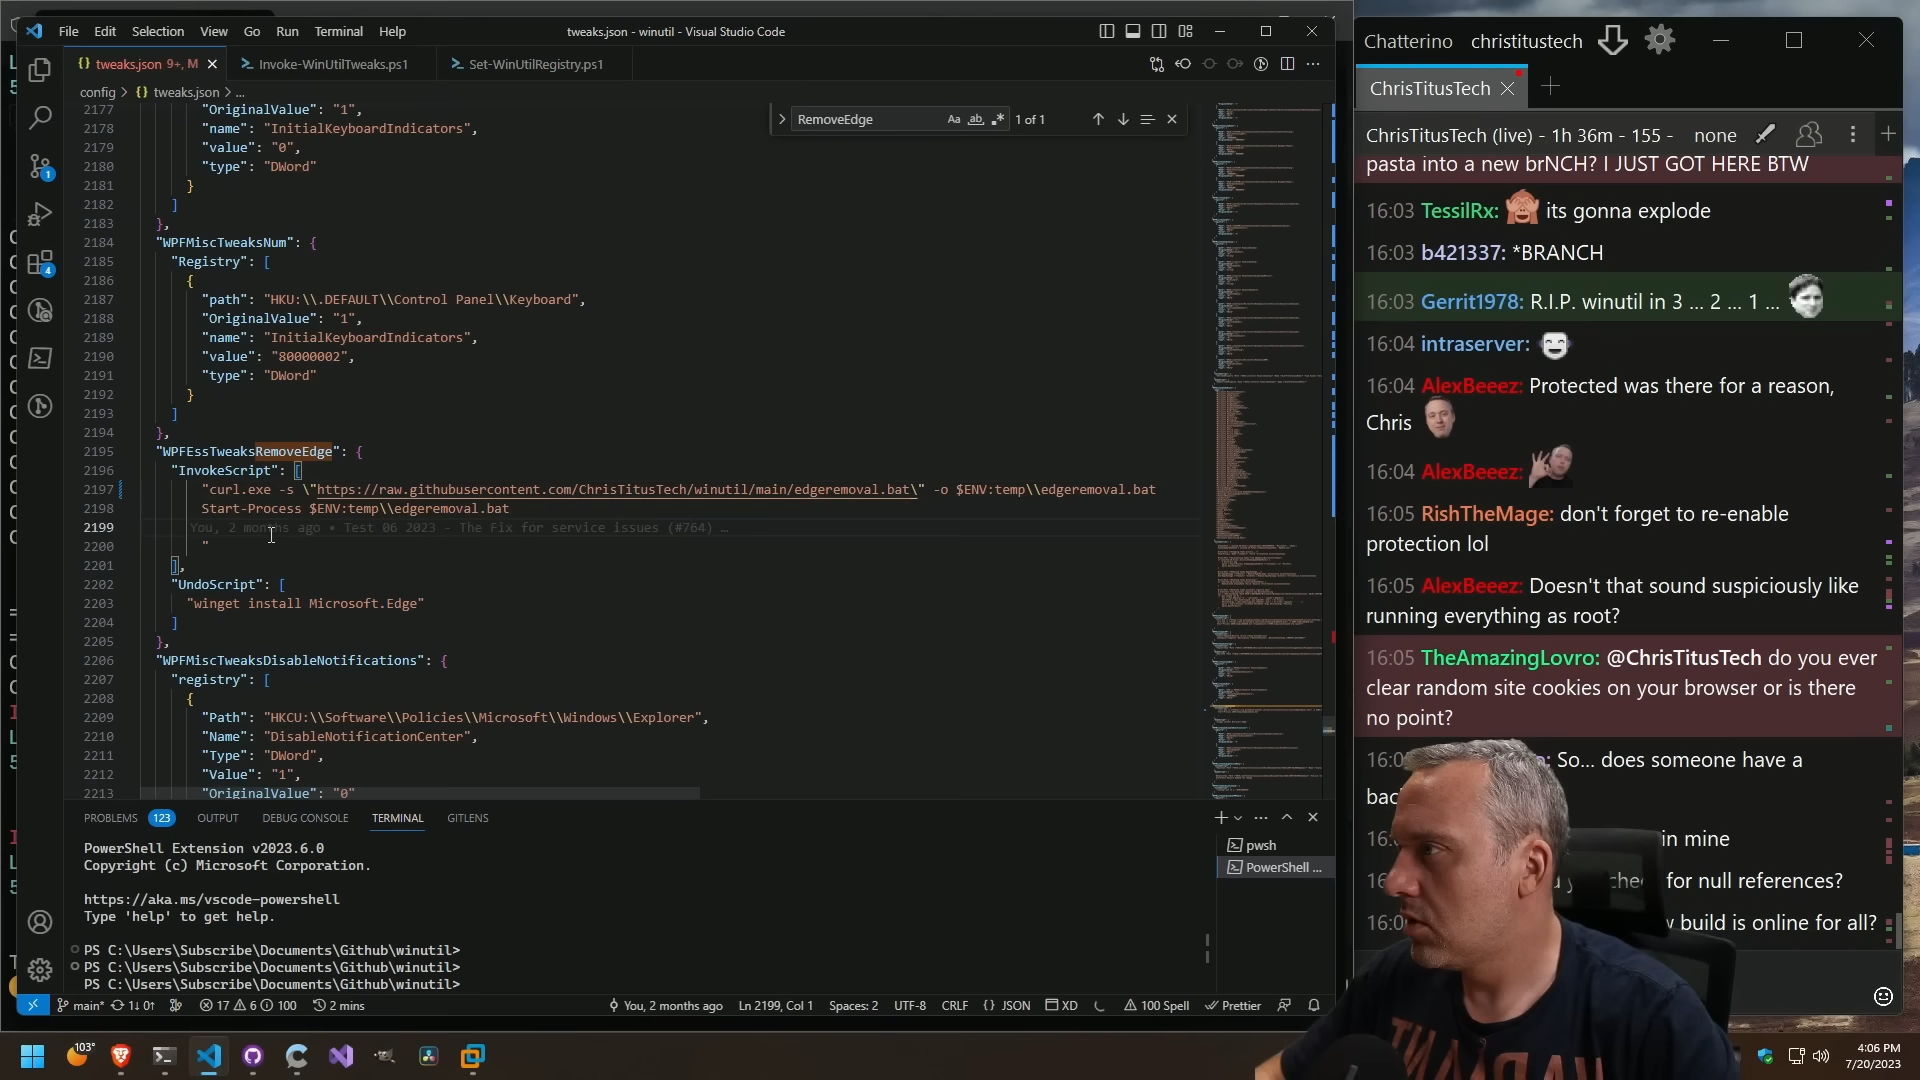 File Edit Selection View Go Run Terminal Help
tweaks.json - winutil - Visual Studio Code
tweaks.json 9+, M
Invoke-WinUtilTweaks.ps1
Set-WinUtilRegistry.ps1
config > {} tweaks.json > ...
RemoveEdge Aa ab 1 of 1
2177 "OriginalValue": "1",
2178 "name": "InitialKeyboardIndicators",
2179 "value": "0",
2180 "type": "DWord"
2181 }
2182 ]
2183 },
2184 "WPFMiscTweaksNum": {
2185 "Registry": [
2186 {
2187 "path": "HKU:\\.DEFAULT\\Control Panel\\Keyboard",
2188 "OriginalValue": "1",
2189 "name": "InitialKeyboardIndicators",
2190 "value": "80000002",
2191 "type": "DWord"
2192 }
2193 ]
2194 },
2195 "WPFEssTweaksRemoveEdge": {
2196 "InvokeScript": [
2197 "curl.exe -s \"https://raw.githubusercontent.com/ChrisTitusTech/winutil/main/edgeremoval.bat\" -o $ENV:temp\\edgeremoval.bat
2198 Start-Process $ENV:temp\\edgeremoval.bat
2199 You, 2 months ago • Test 06 2023 - The Fix for service issues (#764) …
2200 "
2201 ],
2202 "UndoScript": [
2203 "winget install Microsoft.Edge"
2204 ]
2205 },
2206 "WPFMiscTweaksDisableNotifications": {
2207 "registry": [
2208 {
2209 "Path": "HKCU:\\Software\\Policies\\Microsoft\\Windows\\Explorer",
2210 "Name": "DisableNotificationCenter",
2211 "Type": "DWord",
2212 "Value": "1",
2213 "OriginalValue": "0"
PROBLEMS 123 OUTPUT DEBUG CONSOLE TERMINAL GITLENS
PowerShell Extension v2023.6.0
Copyright (c) Microsoft Corporation.
https://aka.ms/vscode-powershell
Type 'help' to get help.
PS C:\Users\Subscribe\Documents\Github\winutil>
PS C:\Users\Subscribe\Documents\Github\winutil>
PS C:\Users\Subscribe\Documents\Github\winutil>
pwsh
PowerShell ...
1
4
main* 1↓ 0↑ 17 6 100 2 mins You, 2 months ago Ln 2199, Col 1 Spaces: 2 UTF-8 CRLF {} JSON XD 100 Spell Prettier
Chatterino christitustech
ChrisTitusTech
ChrisTitusTech (live) - 1h 36m - 155 - none
pasta into a new brNCH? I JUST GOT HERE BTW
16:03 TessilRx: its gonna explode
16:03 b421337: *BRANCH
16:03 Gerrit1978: R.I.P. winutil in 3 ... 2 ... 1 ...
16:04 intraserver:
16:04 AlexBeeez: Protected was there for a reason,
Chris
16:04 AlexBeeez:
16:05 RishTheMage: don't forget to re-enable
protection lol
16:05 AlexBeeez: Doesn't that sound suspiciously like
running everything as root?
16:05 TheAmazingLovro: @ChrisTitusTech do you ever
clear random site cookies on your browser or is there
no point?
So... does someone have a
in mine
for null references?
build is online for all?
103°
4:06 PM
7/20/2023